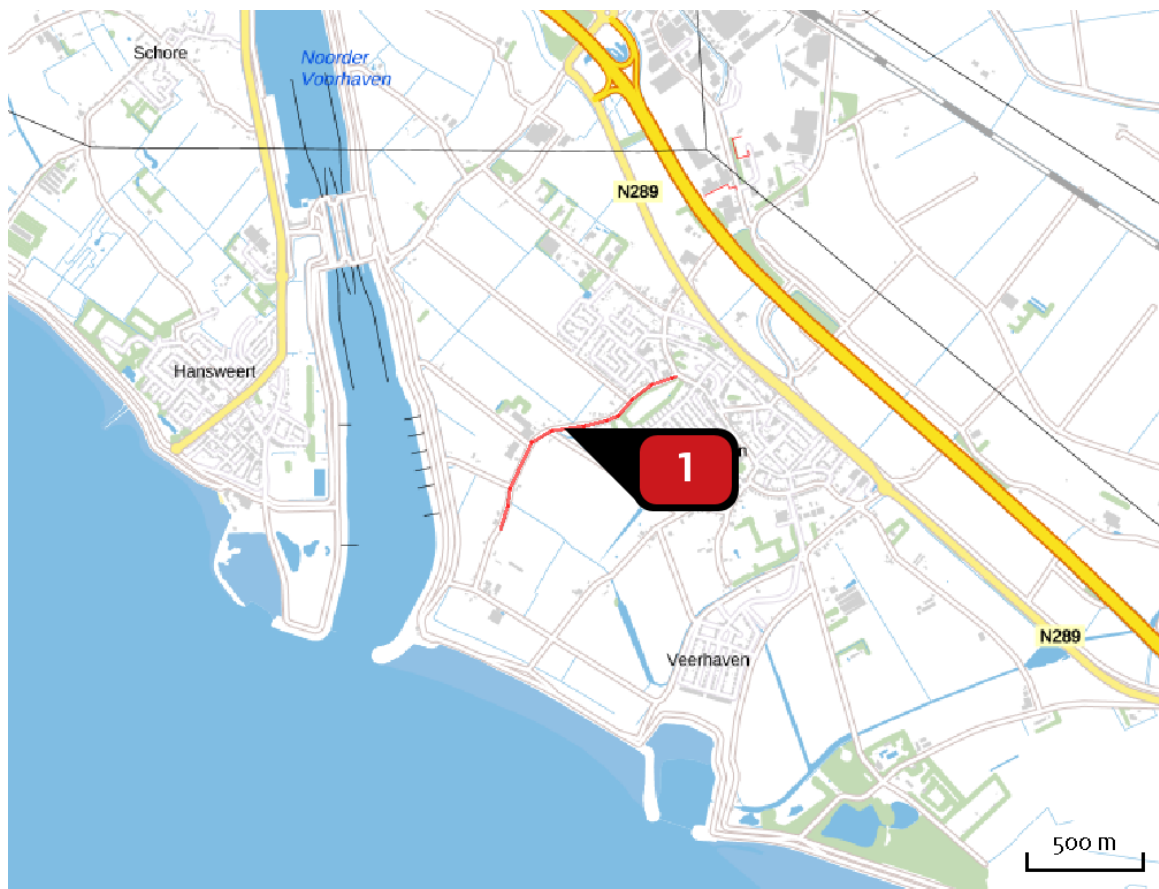 Schore
Noorder
Voorhaven
N289
Hansweert
1
n
N289
Veerhaven
500 m